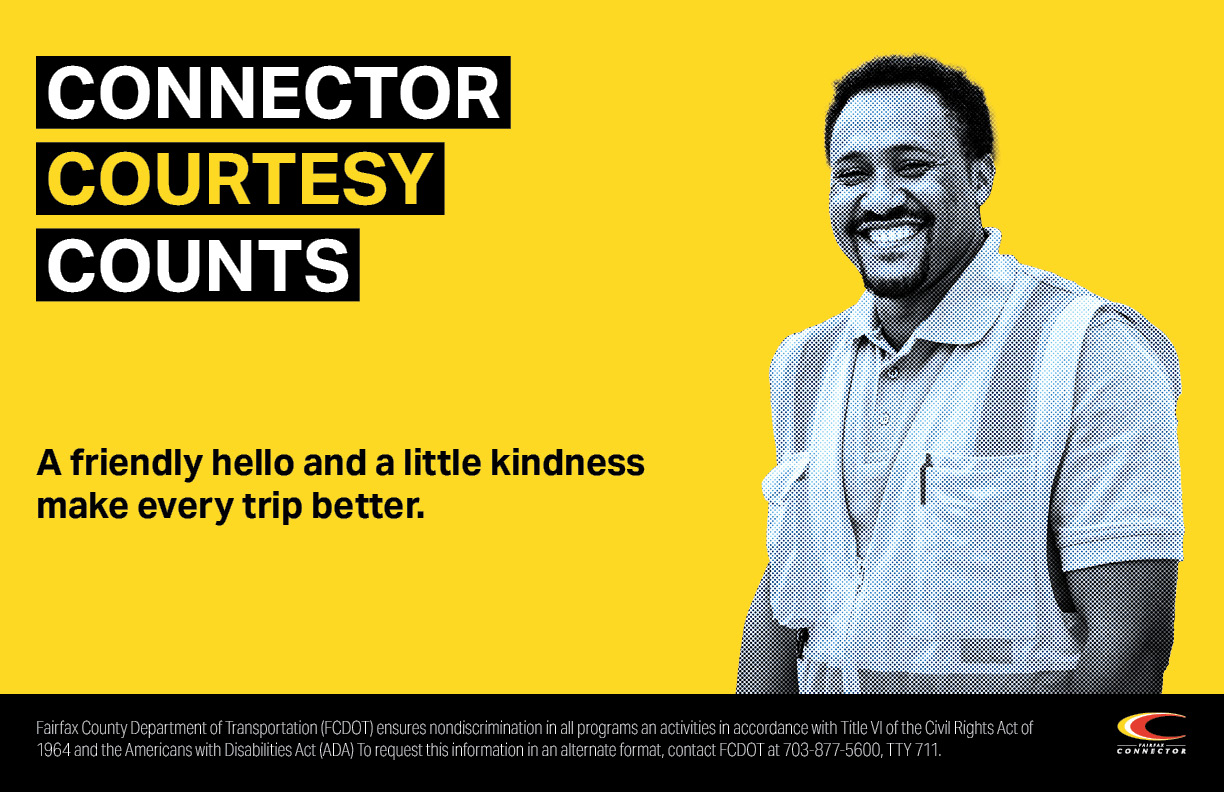 CONNECTOR
COURTESY
COUNTS
A friendly hello and a little kindness
make every trip better.
Fairfax County Department of Transportation (FCDOT) ensures nondiscrimination in all programs an activities in accordance with Title VI of the Civil Rights Act of
1964 and the Americans with Disabilities Act (ADA) To request this information in an alternate format, contact FCDOT at 703-877-5600, TTY 711.
FAIRFAX
CONNECTOR